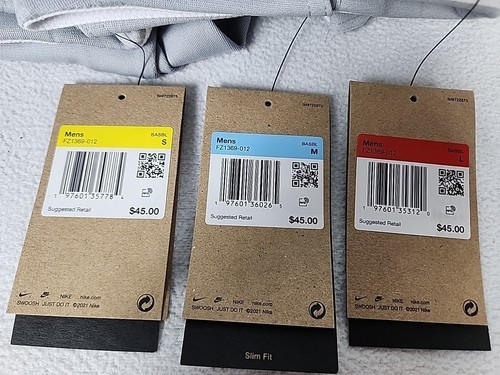 Mens BASBL
FZ1369-012 S
1 97601 35778 4
Suggested Retail
$45.00
NIKE nike.com
SWOOSH JUST DO IT ©2021 Nike
Mens BASBL
FZ1369-012 M
1 97601 36026 5
Suggested Retail
$45.00
NIKE nike.com
SWOOSH JUST DO IT ©2021 Nike
Slim Fit
Mens BASBL
FZ1369-012 L
1 97601 35312 0
Suggested Retail
$45.00
NIKE nike.com
SWOOSH JUST DO IT ©2021 Nike